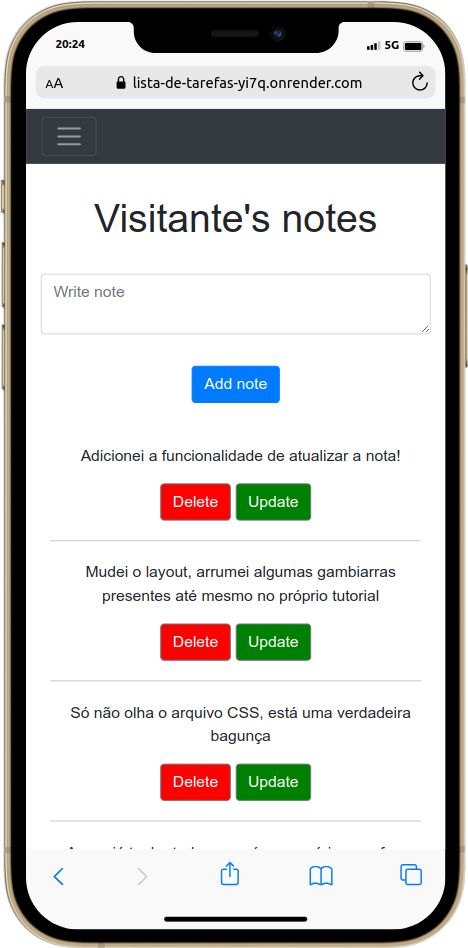 20:24
5G
AA
lista-de-tarefas-yi7q.onrender.com
Visitante's notes
Write note
Add note
Adicionei a funcionalidade de atualizar a nota!
Delete Update
Mudei o layout, arrumei algumas gambiarras
presentes até mesmo no próprio tutorial
Delete Update
Só não olha o arquivo CSS, está uma verdadeira
bagunça
Delete Update